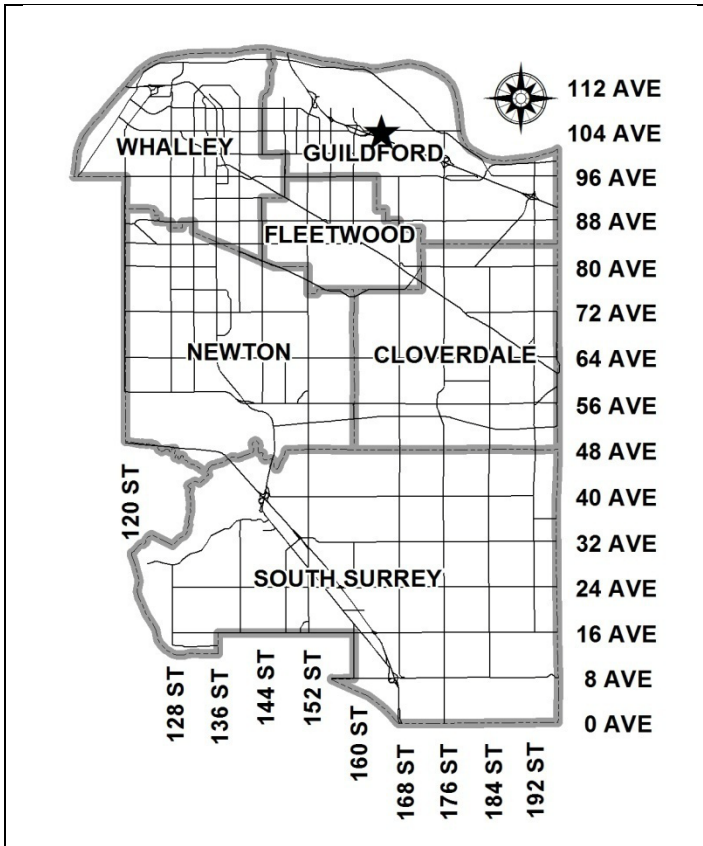 112 AVE
104 AVE
WHALLEY
GUILDFORD
96 AVE
88 AVE
FLEETWOOD
80 AVE
72 AVE
NEWTON
CLOVERDALE
64 AVE
56 AVE
48 AVE
120 ST
40 AVE
32 AVE
SOUTH SURREY
24 AVE
16 AVE
8 AVE
0 AVE
128 ST
136 ST
144 ST
152 ST
160 ST
168 ST
176 ST
184 ST
192 ST